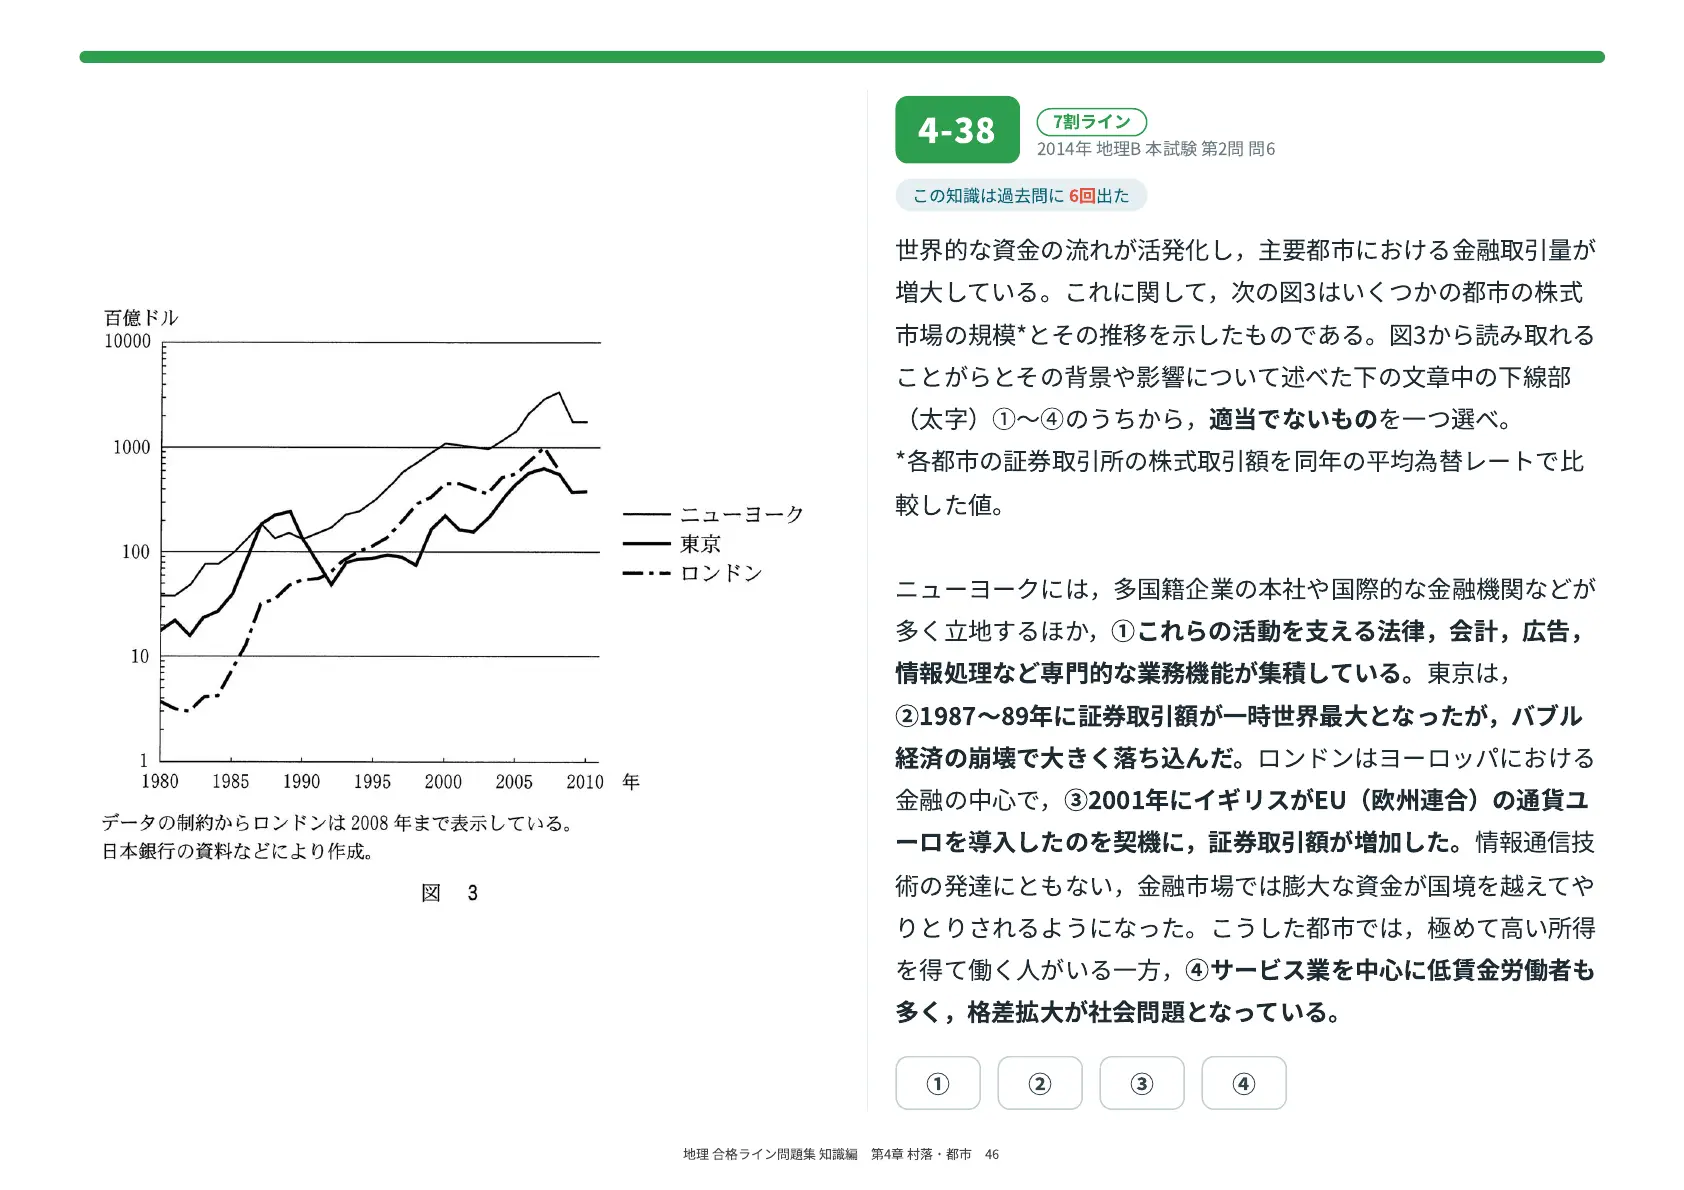 百億ドル
10000
1000
100
10
1
1980 1985 1990 1995 2000 2005 2010 年
ニューヨーク
東京
ロンドン
データの制約からロンドンは2008年まで表示している。
日本銀行の資料などにより作成。
図 3
4-38
7割ライン
2014年 地理B 本試験 第2問 問6
この知識は過去問に 6回出た
世界的な資金の流れが活発化し，主要都市における金融取引量が
増大している。これに関して，次の図3はいくつかの都市の株式
市場の規模*とその推移を示したものである。図3から読み取れる
ことがらとその背景や影響について述べた下の文章中の下線部
（太字）①～④のうちから，適当でないものを一つ選べ。
*各都市の証券取引所の株式取引額を同年の平均為替レートで比
較した値。
ニューヨークには，多国籍企業の本社や国際的な金融機関などが
多く立地するほか，①これらの活動を支える法律，会計，広告，
情報処理など専門的な業務機能が集積している。東京は，
②1987～89年に証券取引額が一時世界最大となったが，バブル
経済の崩壊で大きく落ち込んだ。ロンドンはヨーロッパにおける
金融の中心で，③2001年にイギリスがEU（欧州連合）の通貨ユ
ーロを導入したのを契機に，証券取引額が増加した。情報通信技
術の発達にともない，金融市場では膨大な資金が国境を越えてや
りとりされるようになった。こうした都市では，極めて高い所得
を得て働く人がいる一方，④サービス業を中心に低賃金労働者も
多く，格差拡大が社会問題となっている。
① ② ③ ④
地理 合格ライン問題集 知識編 第4章 村落・都市 46